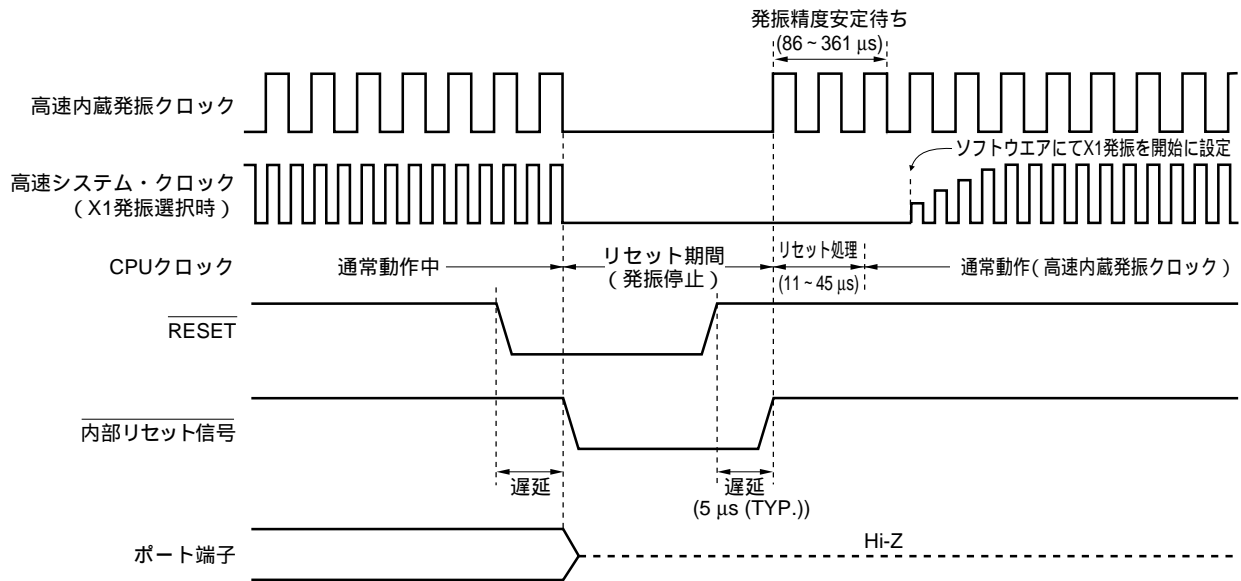 発振精度安定待ち
(86~361 μs)
高速内蔵発振クロック
ソフトウエアにてX1発振を開始に設定
高速システム・クロック
(X1発振選択時)
CPUクロック
通常動作中
リセット期間
(発振停止)
リセット処理
(11~45 μs)
通常動作(高速内蔵発振クロック)
RESET
内部リセット信号
遅延
遅延
(5 μs (TYP.))
ポート端子
Hi-Z